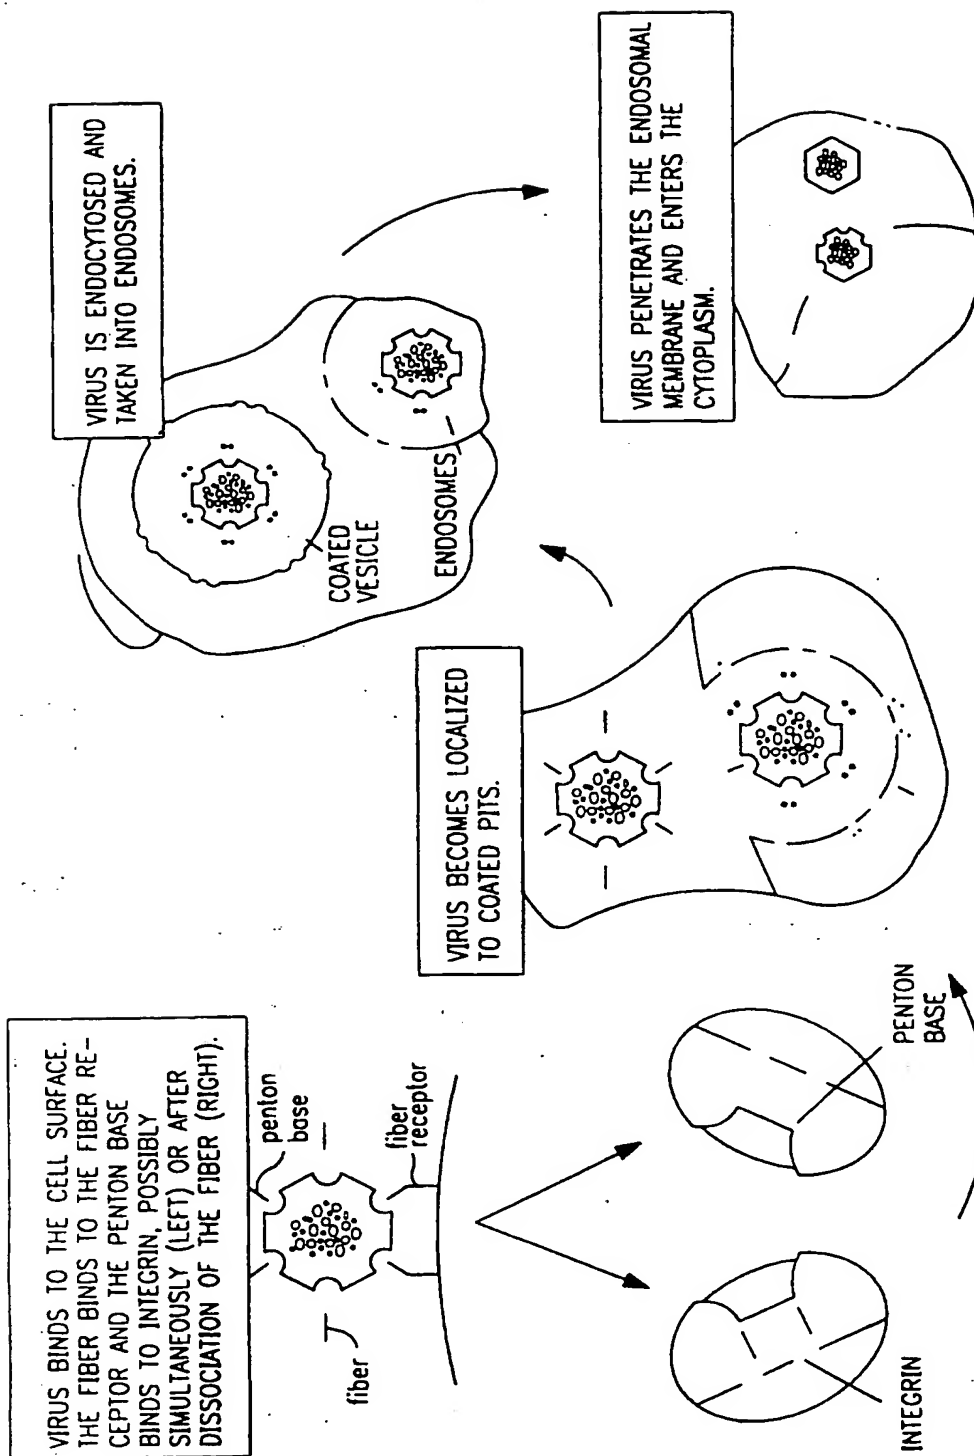 VIRUS BINDS TO THE CELL SURFACE.
THE FIBER BINDS TO THE FIBER RE-
CEPTOR AND THE PENTON BASE
BINDS TO INTEGRIN, POSSIBLY
SIMULTANEOUSLY (LEFT) OR AFTER
DISSOCIATION OF THE FIBER (RIGHT).
penton
base
fiber
fiber
receptor
INTEGRIN
PENTON
BASE
VIRUS BECOMES LOCALIZED
TO COATED PITS.
VIRUS IS ENDOCYTOSED AND
TAKEN INTO ENDOSOMES.
COATED
VESICLE
ENDOSOMES
VIRUS PENETRATES THE ENDOSOMAL
MEMBRANE AND ENTERS THE
CYTOPLASM.